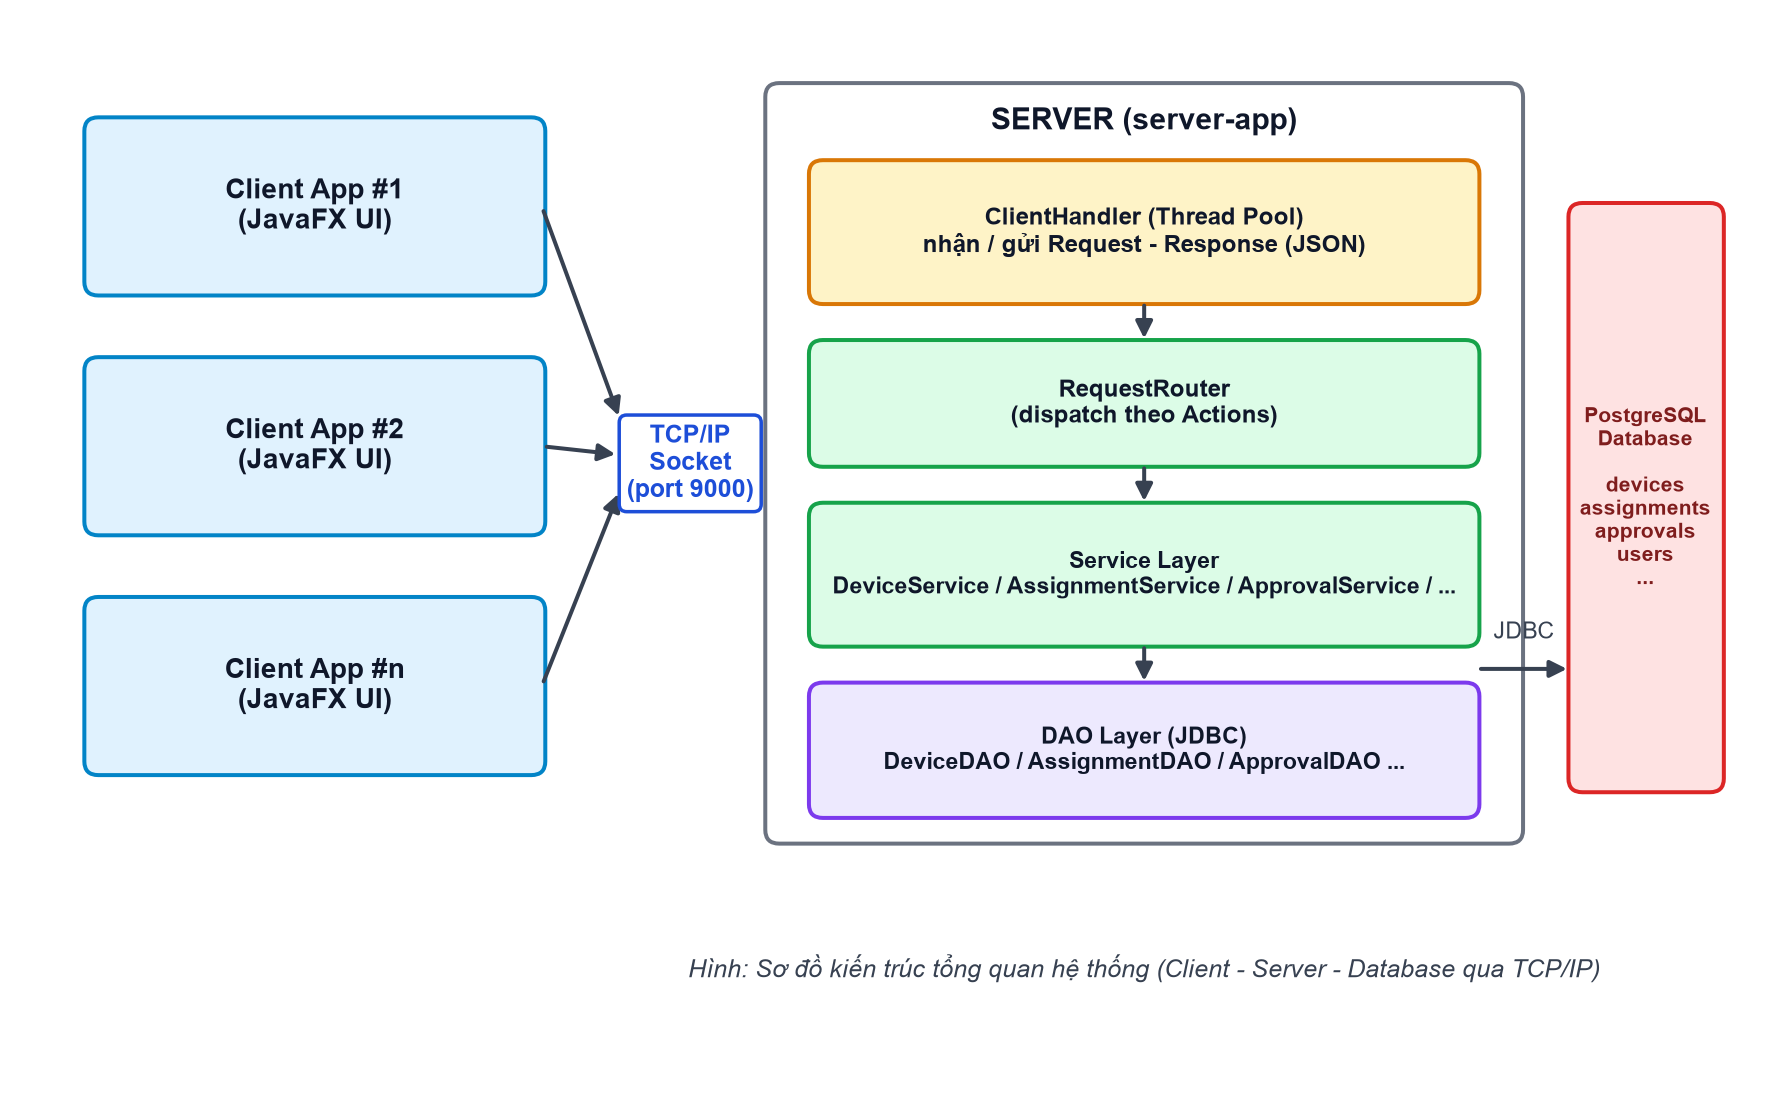 Client App #1
(JavaFX UI)
Client App #2
(JavaFX UI)
Client App #n
(JavaFX UI)
TCP/IP
Socket
(port 9000)
SERVER (server-app)
ClientHandler (Thread Pool)
nhận / gửi Request - Response (JSON)
RequestRouter
(dispatch theo Actions)
Service Layer
DeviceService / AssignmentService / ApprovalService / ...
DAO Layer (JDBC)
DeviceDAO / AssignmentDAO / ApprovalDAO ...
JDBC
PostgreSQL
Database
devices
assignments
approvals
users
...
Hình: Sơ đồ kiến trúc tổng quan hệ thống (Client - Server - Database qua TCP/IP)